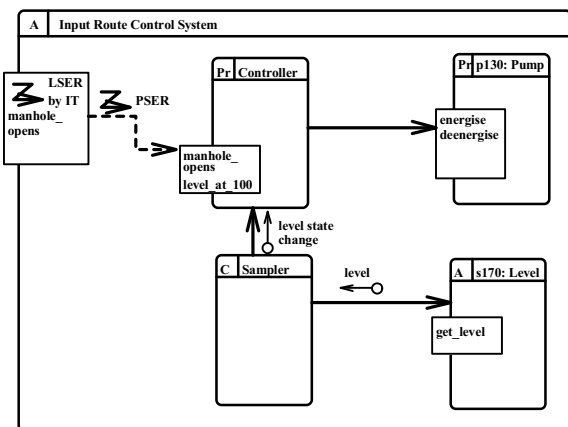 A Input Route Control System
LSER
by IT
manhole_
opens
PSER
Pr Controller
manhole_
opens
level_at_100
Pr p130: Pump
energise
deenergise
level state
change
C Sampler
level
A s170: Level
get_level